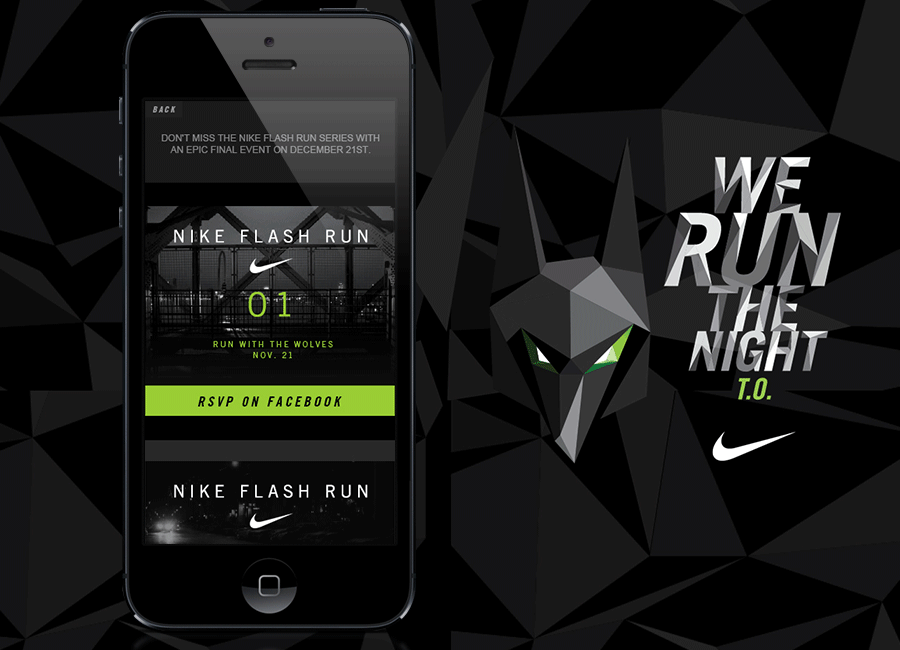 BACK
DON'T MISS THE NIKE FLASH RUN SERIES WITH
AN EPIC FINAL EVENT ON DECEMBER 21ST.
NIKE FLASH RUN
01
RUN WITH THE WOLVES
NOV. 21
RSVP ON FACEBOOK
NIKE FLASH RUN
WE
RUN
THE
NIGHT
T.O.